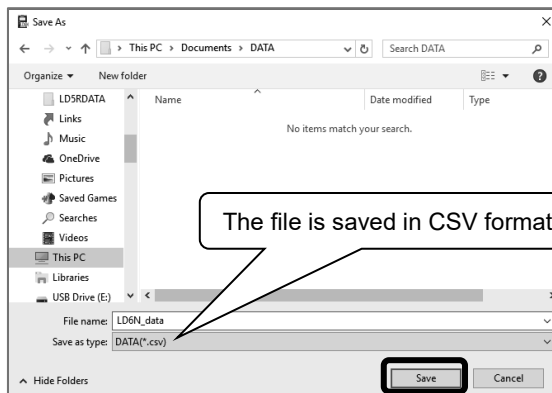 Save As
This PC > Documents > DATA
Search DATA
Organize
New folder
LD5RDATA
Links
Music
OneDrive
Pictures
Saved Games
Searches
Videos
This PC
Libraries
USB Drive (E:)
Name
Date modified
Type
No items match your search.
The file is saved in CSV format
File name: LD6N_data
Save as type: DATA(*.csv)
Hide Folders
Save
Cancel